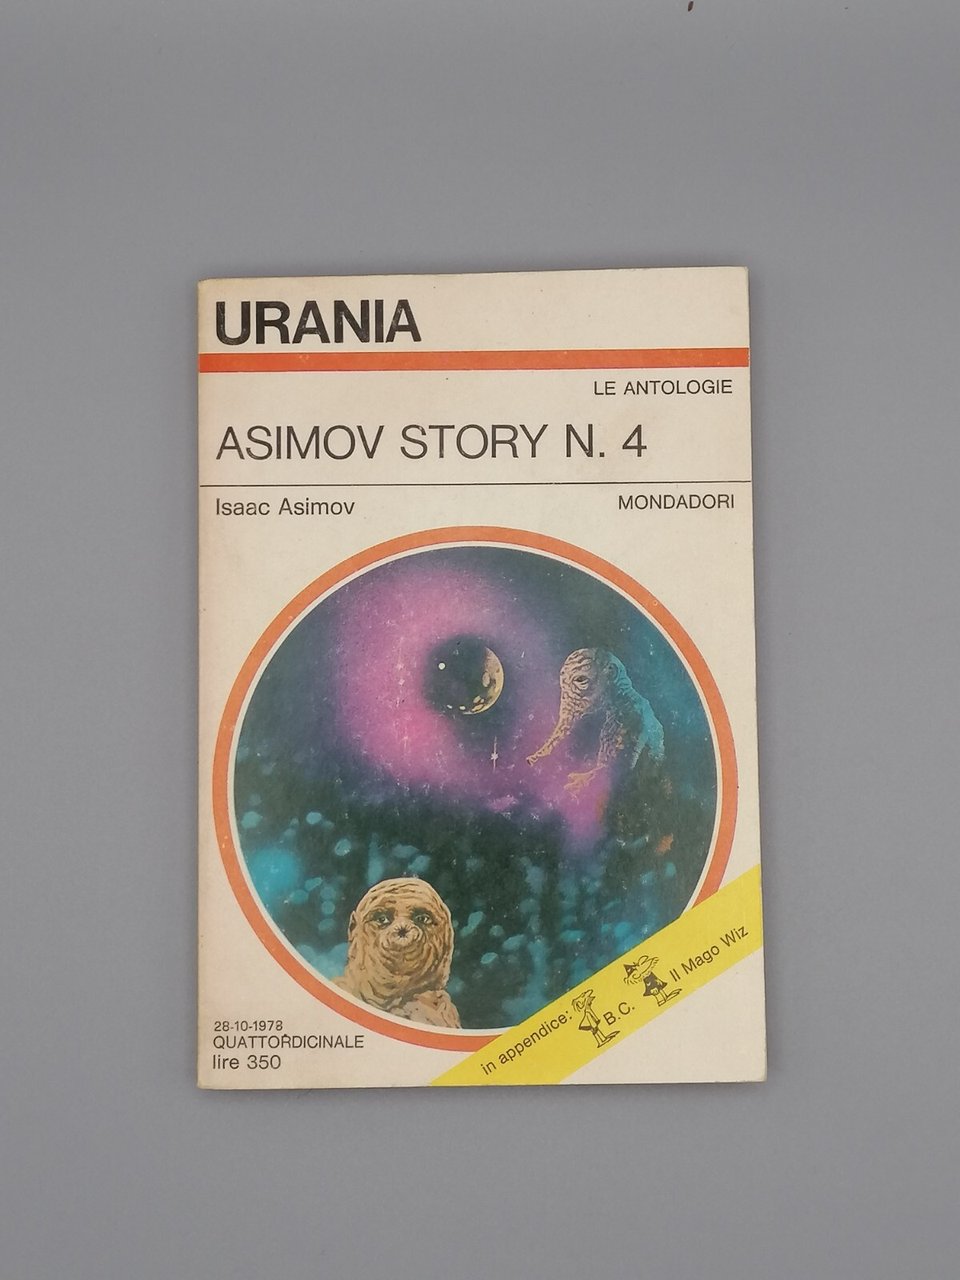 URANIA
LE ANTOLOGIE
ASIMOV STORY N. 4
Isaac Asimov
MONDADORI
in appendice: B.C. Il Mago Wiz
28-10-1973
QUATTORDICINALE
lire 350